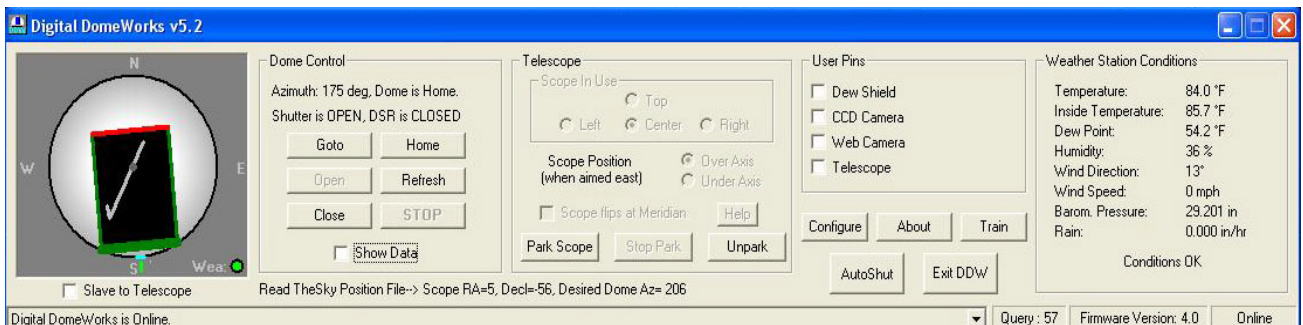 Digital DomeWorks v5.2
N
W
E
S
Wea:
Slave to Telescope
Dome Control
Azimuth: 175 deg, Dome is Home.
Shutter is OPEN, DSR is CLOSED
Goto
Home
Open
Refresh
Close
STOP
Show Data
Telescope
Scope In Use
Top
Left
Center
Right
Scope Position
(when aimed east)
Over Axis
Under Axis
Scope flips at Meridian
Help
Park Scope
Stop Park
Unpark
Read TheSky Position File--> Scope RA=5, Decl=-56, Desired Dome Az= 206
User Pins
Dew Shield
CCD Camera
Web Camera
Telescope
Configure
About
Train
AutoShut
Exit DDW
Weather Station Conditions
Temperature: 84.0 °F
Inside Temperature: 85.7 °F
Dew Point: 54.2 °F
Humidity: 36 %
Wind Direction: 13°
Wind Speed: 0 mph
Barom. Pressure: 29.201 in
Rain: 0.000 in/hr
Conditions OK
Digital DomeWorks is Online.
Query : 57
Firmware Version: 4.0
Online